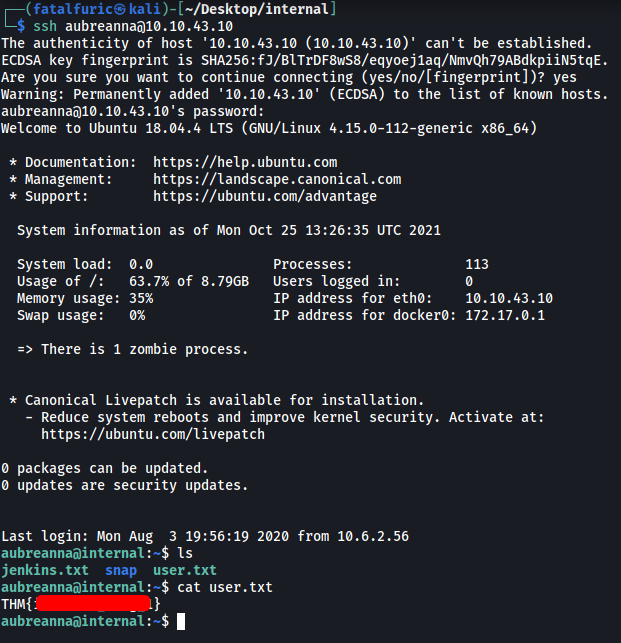 ┌──(fatalfuric㉿kali)-[~/Desktop/internal]
└─$ ssh aubreanna@10.10.43.10
The authenticity of host '10.10.43.10 (10.10.43.10)' can't be established.
ECDSA key fingerprint is SHA256:fJ/BlTrDF8wS8/eqyoej1aq/NmvQh79ABdkpiiN5tqE.
Are you sure you want to continue connecting (yes/no/[fingerprint])? yes
Warning: Permanently added '10.10.43.10' (ECDSA) to the list of known hosts.
aubreanna@10.10.43.10's password:
Welcome to Ubuntu 18.04.4 LTS (GNU/Linux 4.15.0-112-generic x86_64)

 * Documentation:  https://help.ubuntu.com
 * Management:     https://landscape.canonical.com
 * Support:        https://ubuntu.com/advantage

  System information as of Mon Oct 25 13:26:35 UTC 2021

  System load:  0.0               Processes:              113
  Usage of /:   63.7% of 8.79GB   Users logged in:        0
  Memory usage: 35%               IP address for eth0:    10.10.43.10
  Swap usage:   0%                IP address for docker0: 172.17.0.1

  => There is 1 zombie process.

 * Canonical Livepatch is available for installation.
   - Reduce system reboots and improve kernel security. Activate at:
     https://ubuntu.com/livepatch

0 packages can be updated.
0 updates are security updates.

Last login: Mon Aug  3 19:56:19 2020 from 10.6.2.56
aubreanna@internal:~$ ls
jenkins.txt  snap  user.txt
aubreanna@internal:~$ cat user.txt
THM{
}
aubreanna@internal:~$